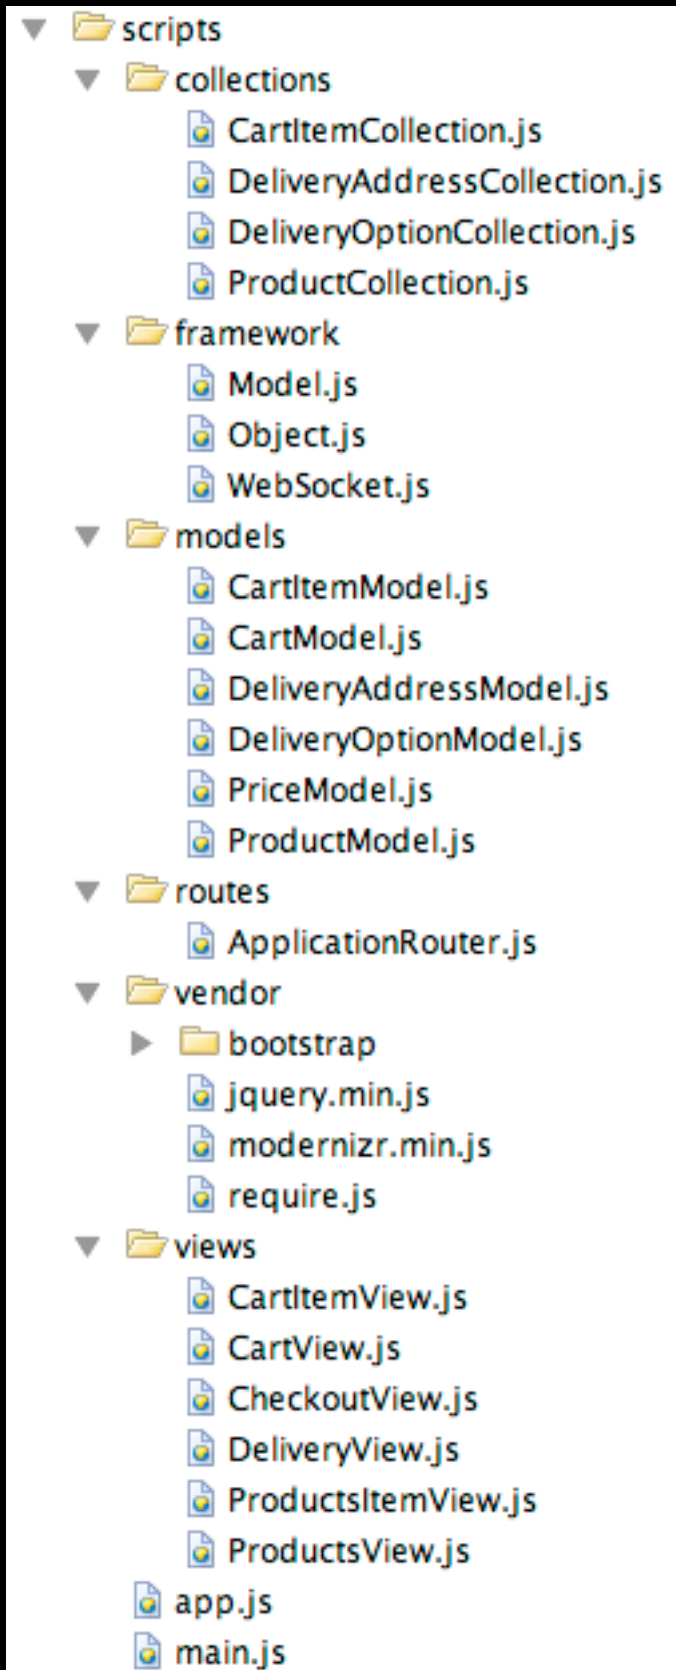 scripts
collections
CartItemCollection.js
DeliveryAddressCollection.js
DeliveryOptionCollection.js
ProductCollection.js
framework
Model.js
Object.js
WebSocket.js
models
CartItemModel.js
CartModel.js
DeliveryAddressModel.js
DeliveryOptionModel.js
PriceModel.js
ProductModel.js
routes
ApplicationRouter.js
vendor
bootstrap
jquery.min.js
modernizr.min.js
require.js
views
CartItemView.js
CartView.js
CheckoutView.js
DeliveryView.js
ProductsItemView.js
ProductsView.js
app.js
main.js